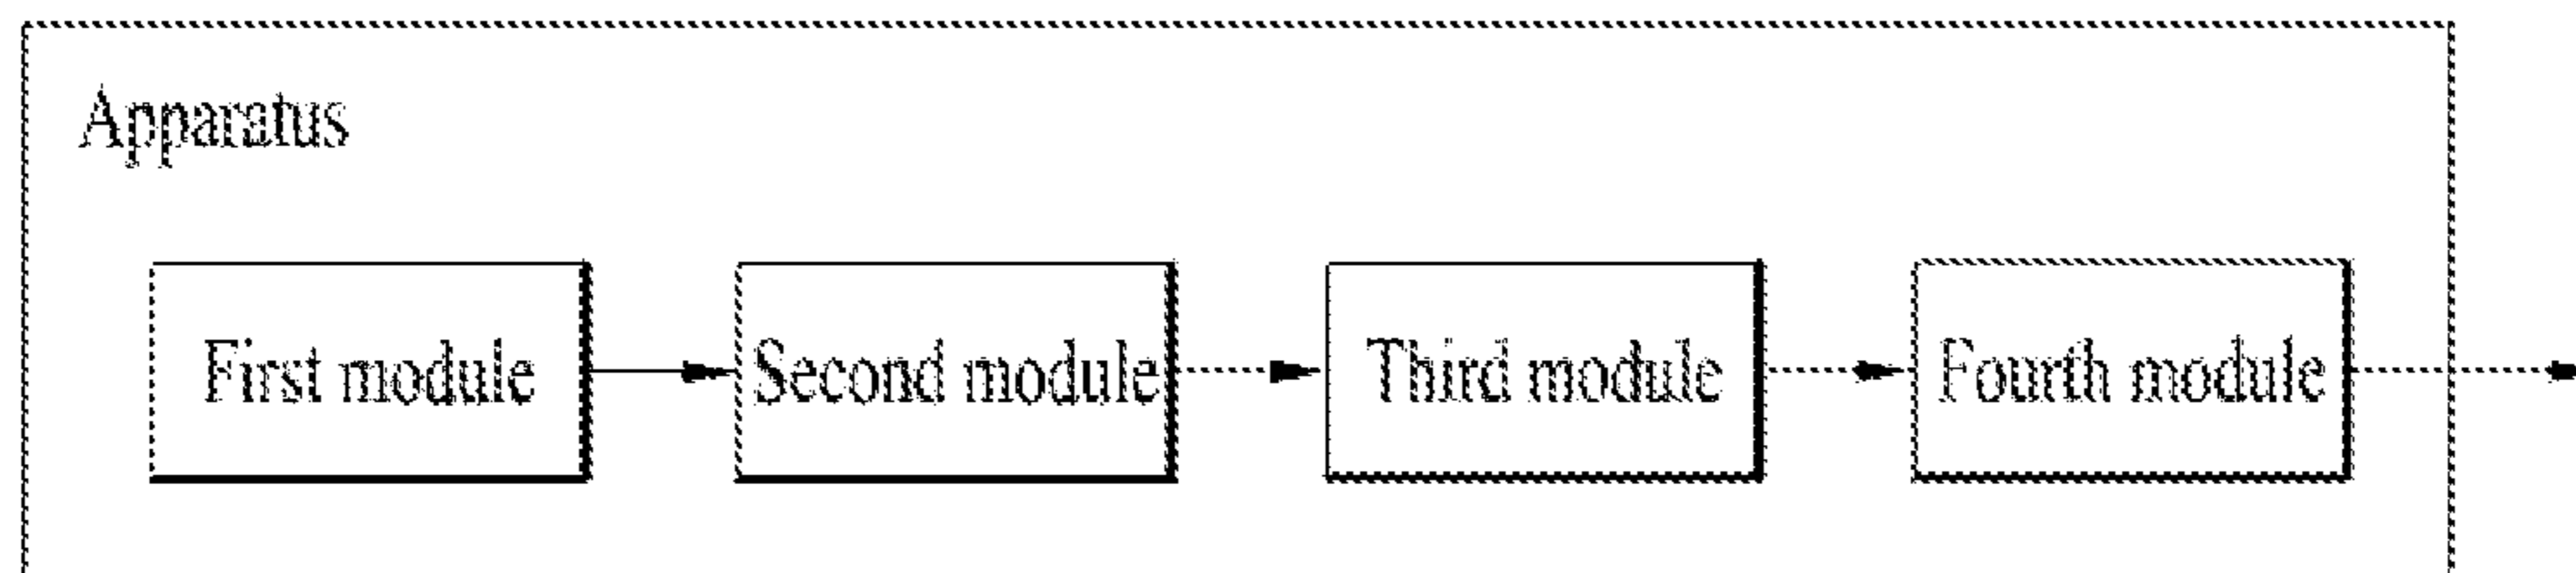 Apparatus
First module
Second module
Third module
Fourth module